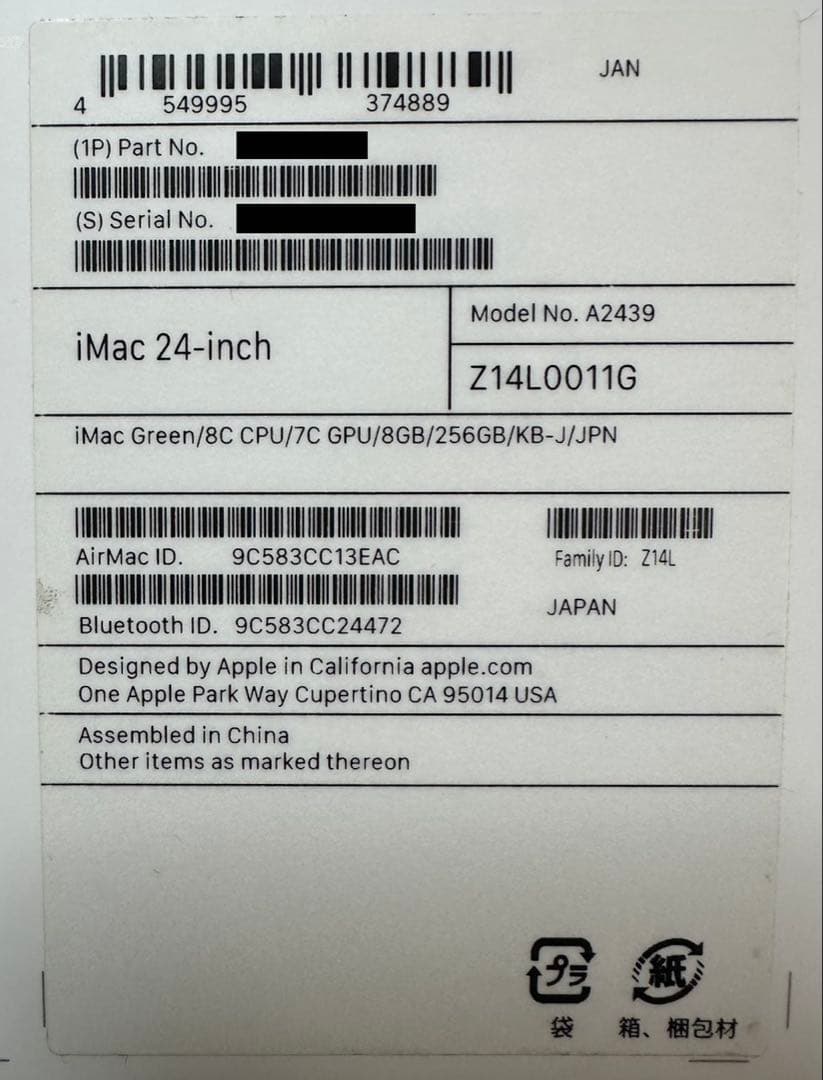 JAN
4 549995 374889
(1P) Part No.
(S) Serial No.
iMac 24-inch
Model No. A2439
Z14L0011G
iMac Green/8C CPU/7C GPU/8GB/256GB/KB-J/JPN
AirMac ID. 9C583CC13EAC
Family ID: Z14L
Bluetooth ID. 9C583CC24472
JAPAN
Designed by Apple in California apple.com
One Apple Park Way Cupertino CA 95014 USA
Assembled in China
Other items as marked thereon
プラ
紙
袋
箱、梱包材